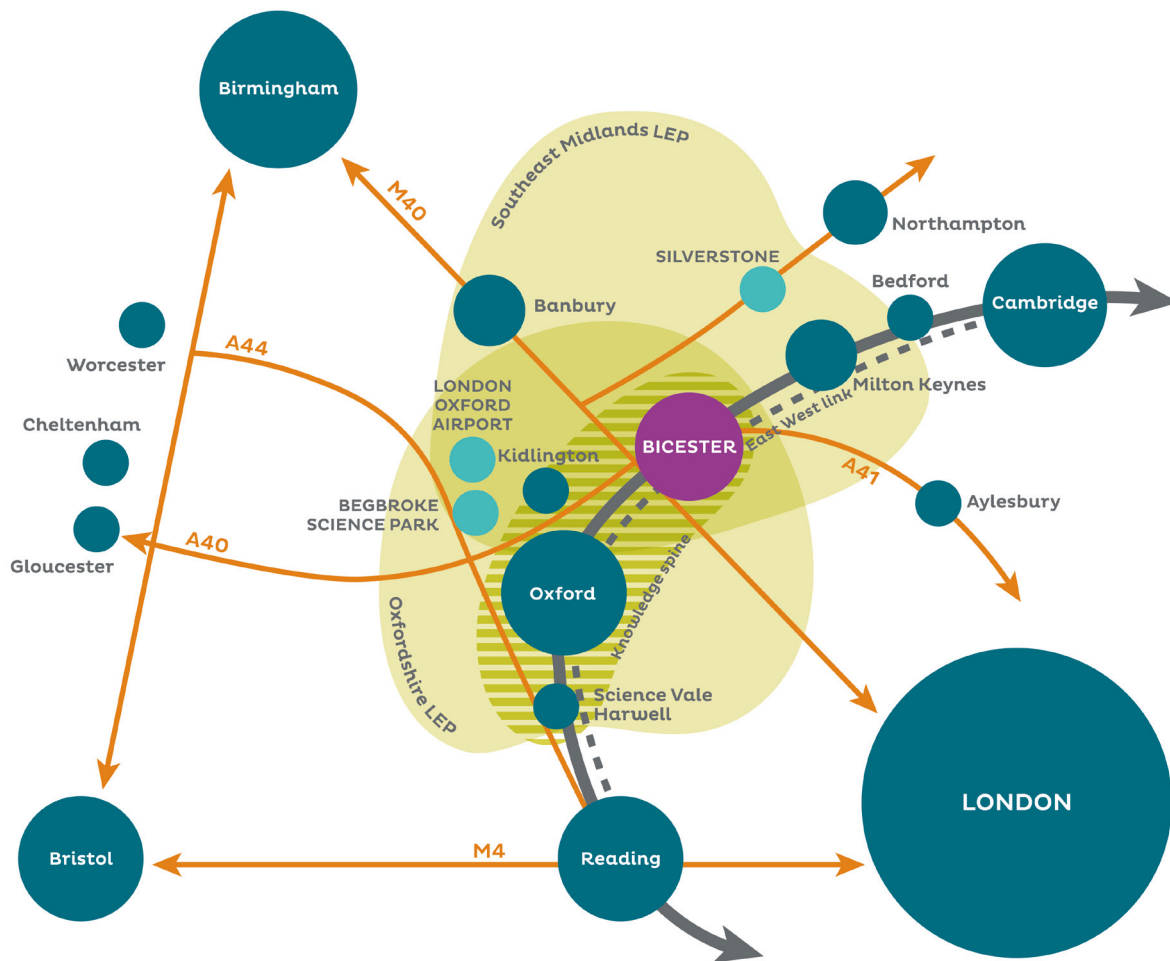 Birmingham
Southeast Midlands LEP
M40
Northampton
SILVERSTONE
Bedford
Cambridge
Banbury
Worcester
A44
Milton Keynes
LONDON
OXFORD
AIRPORT
East West link
Cheltenham
Kidlington
BICESTER
A41
BEGBROKE
SCIENCE PARK
Aylesbury
A40
Gloucester
Oxford
Knowledge spine
Oxfordshire LEP
Science Vale
Harwell
LONDON
Bristol
M4
Reading